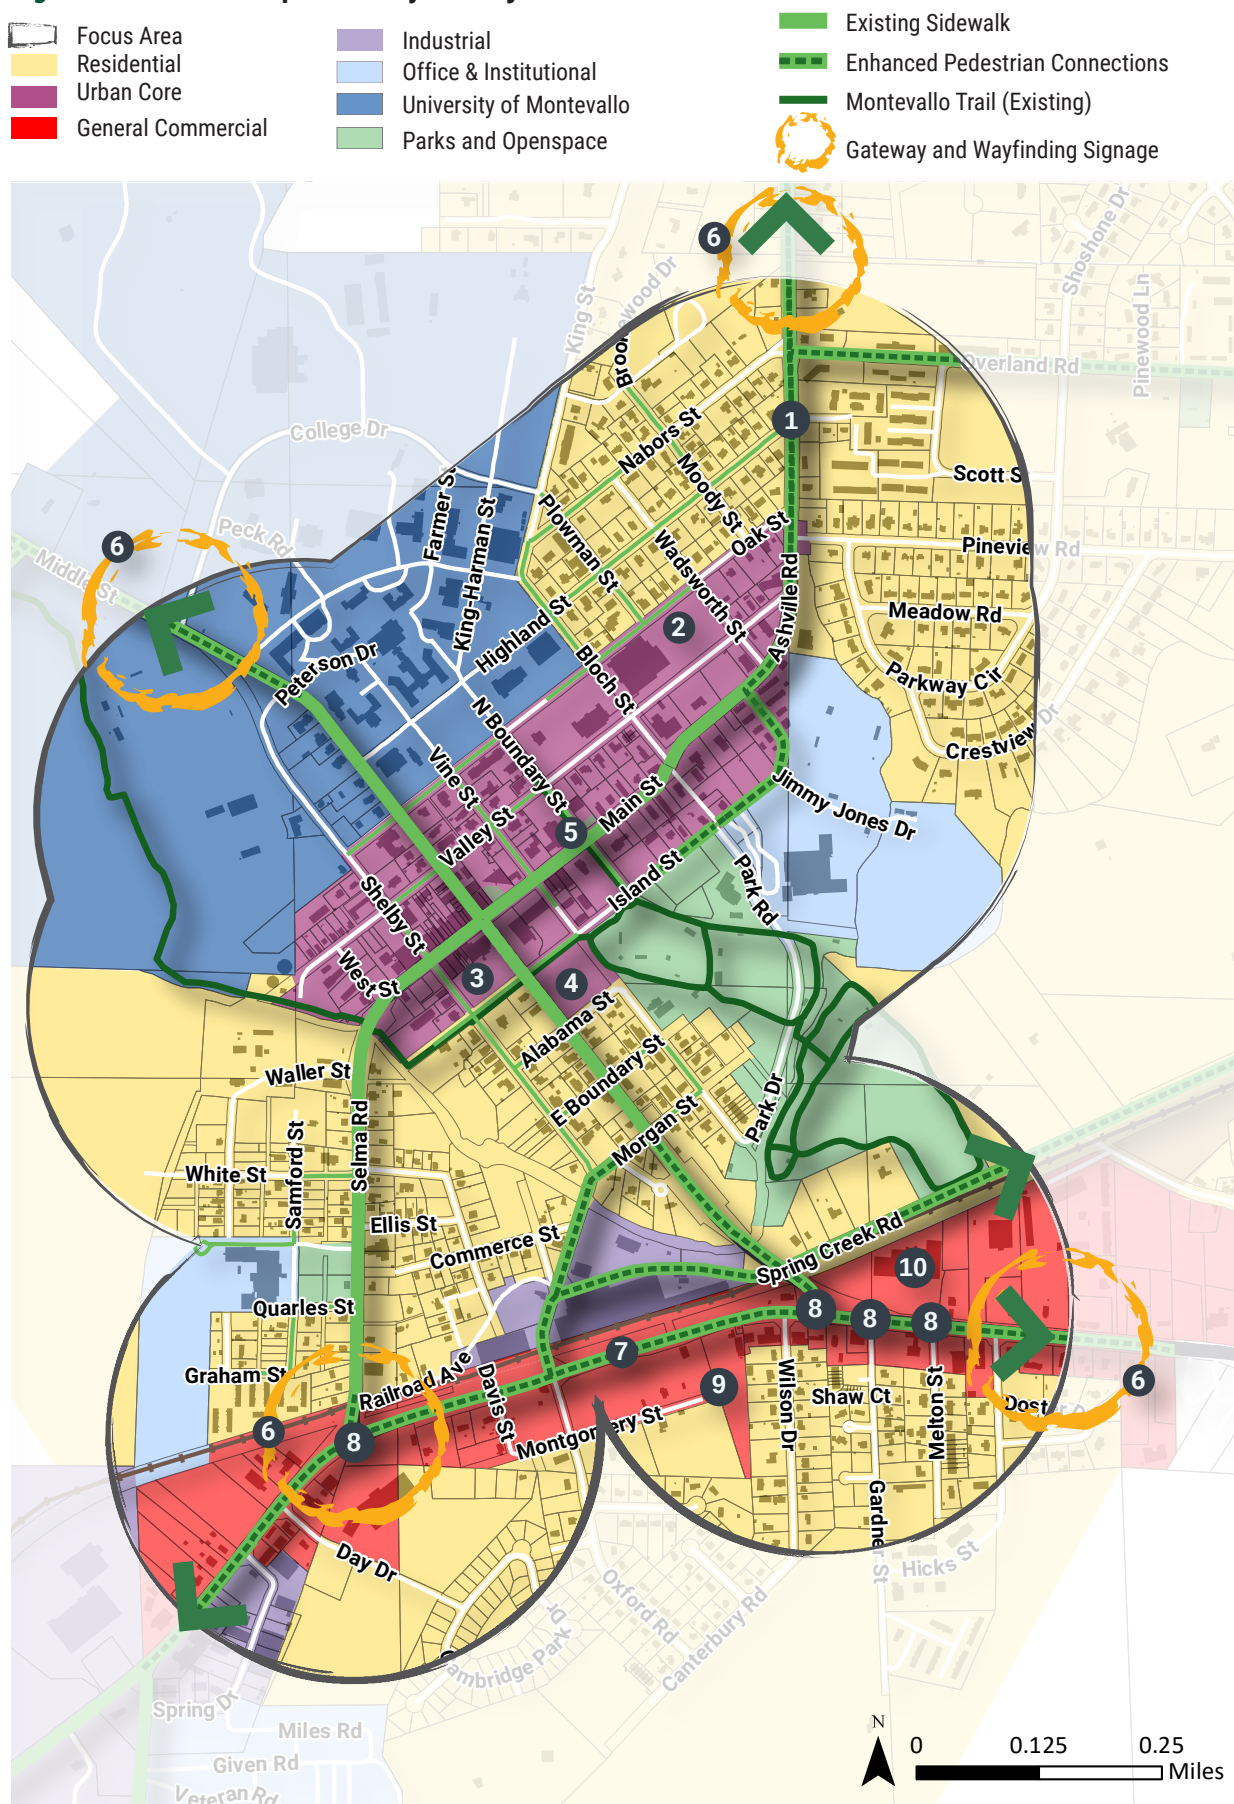 Focus Area
Residential
Urban Core
General Commercial
Industrial
Office & Institutional
University of Montevallo
Parks and Openspace
Existing Sidewalk
Enhanced Pedestrian Connections
Montevallo Trail (Existing)
Gateway and Wayfinding Signage
6
Shoshone Dr
King St
Pinewood Ln
Overland Rd
College Dr
1
Nabors St
Moody St
Scott S
Farmer St
King-Harman St
Plowman St
Oak St
Wadsworth St
Peck Rd
6
Middle St
Pineview Rd
Ashville Rd
Meadow Rd
Highland St
2
Peterson Dr
Bloch St
Parkway Cir
Crestview Dr
N Boundary St
Vine St
Main St
Jimmy Jones Dr
Valley St
5
Island St
Park Rd
Shelby St
West St
3
4
Alabama St
E Boundary St
Waller St
Park Dr
Morgan St
Selma Rd
Samford St
White St
Ellis St
Commerce St
Spring Creek Rd
10
Quarles St
8
8
8
7
Graham St
Railroad Ave
Davis St
9
Wilson Dr
Shaw Ct
Melton St
6
Dost
6
8
Montgomery St
Gardner St
Day Dr
Hicks St
Oxford Rd
Canterbury Rd
Cambridge Park Dr
Spring Dr
Miles Rd
Given Rd
Veteran Rd
N
0
0.125
0.25
Miles